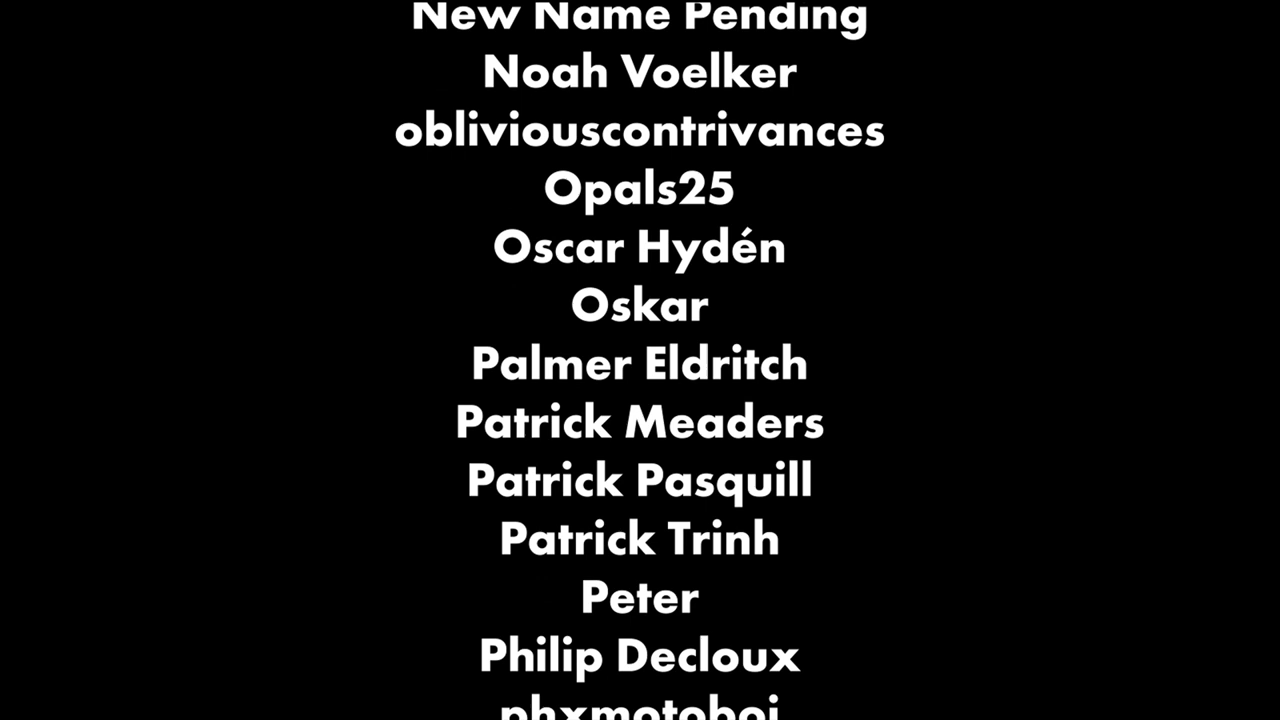 New Name Pending
Noah Voelker
obliviouscontrivances
Opals25
Oscar Hydén
Oskar
Palmer Eldritch
Patrick Meaders
Patrick Pasquill
Patrick Trinh
Peter
Philip Decloux
phxmotoboi